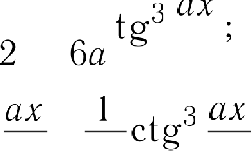 2 6a tg³ ax ;
ax 1 ctg³ ax